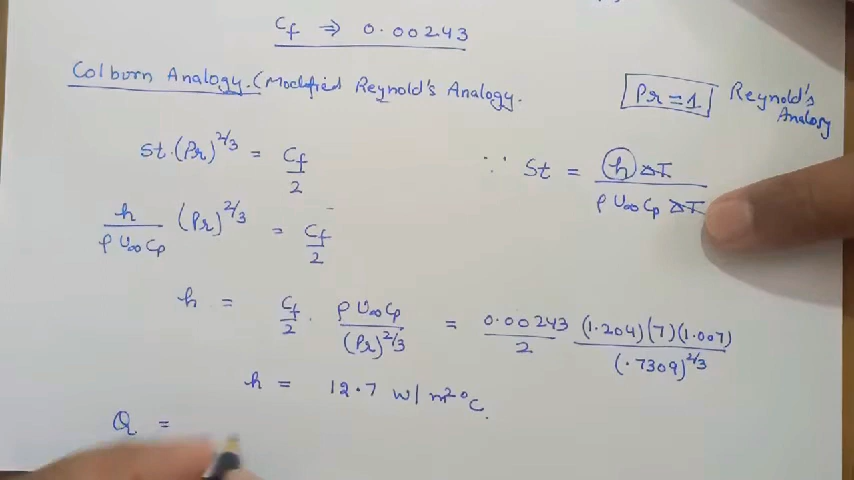 Cf ⇒ 0.00243
Colborn Analogy. (Modified Reynold's Analogy.
Pr = 1 Reynold's
Analogy
St. (Pr)^2/3 = Cf/2
∵ St = h ΔT / ρ U∞ Cp ΔT
h / ρ U∞ Cp (Pr)^2/3 = Cf/2
h = Cf/2 . ρ U∞ Cp / (Pr)^2/3 = 0.00243/2 (1.204)(7)(1.007) / (.7309)^2/3
h = 12.7 W/m²°C.
Q =